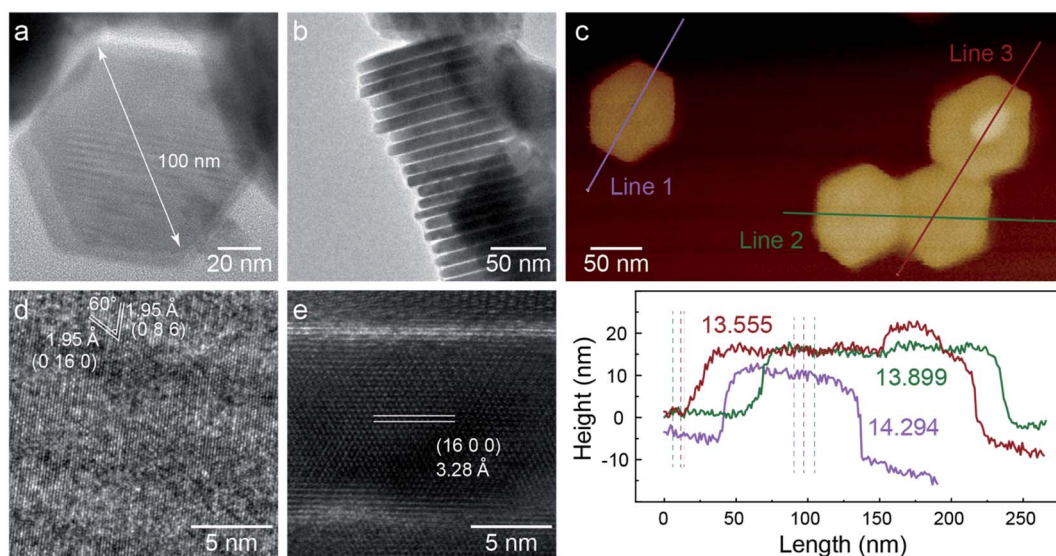 a
100 nm
20 nm
b
50 nm
c
Line 1
Line 2
Line 3
50 nm
d
60°
1.95 Å
(0 8 6)
1.95 Å
(0 16 0)
5 nm
e
(16 0 0)
3.28 Å
5 nm
Height (nm)
20
10
0
-10
13.555
13.899
14.294
0 50 100 150 200 250
Length (nm)